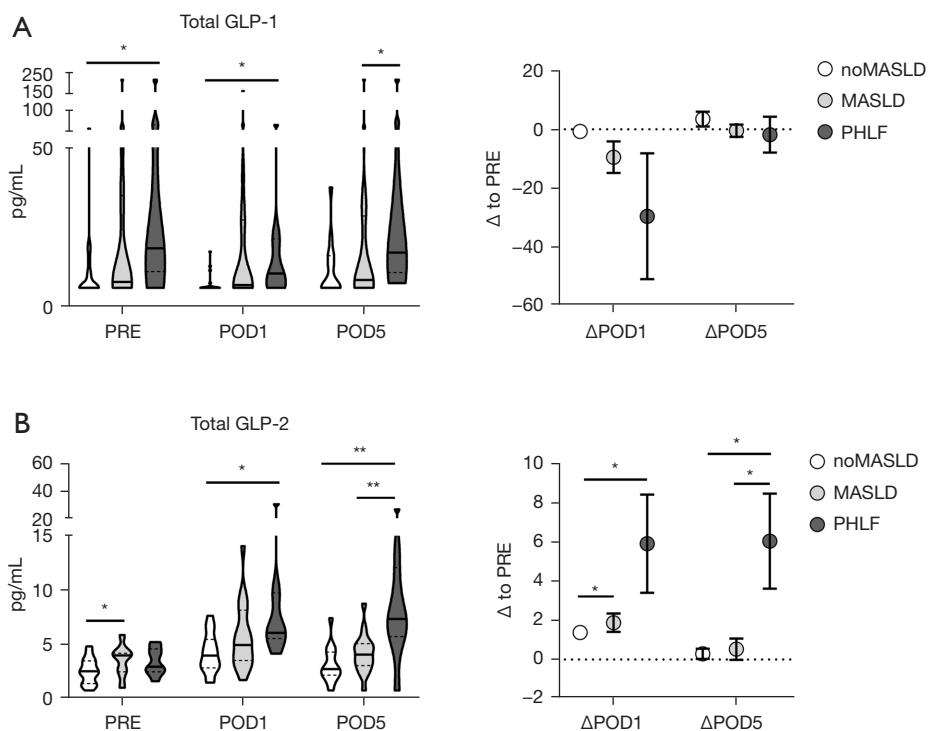 A
Total GLP-1
pg/mL
250
150
100
50
0
*
*
*
PRE
POD1
POD5
Δ to PRE
20
0
−20
−40
−60
ΔPOD1
ΔPOD5
noMASLD
MASLD
PHLF
B
Total GLP-2
pg/mL
60
40
20
15
10
5
0
*
*
**
**
PRE
POD1
POD5
Δ to PRE
10
8
6
4
2
0
−2
*
*
*
*
ΔPOD1
ΔPOD5
noMASLD
MASLD
PHLF